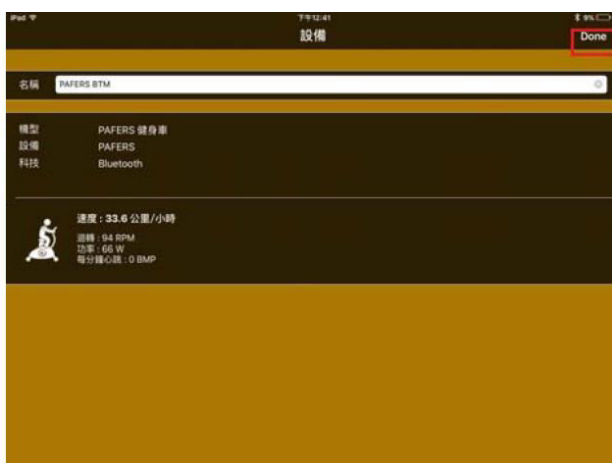 iPad
下午12:41
9%
設備
Done
名稱 PAFERS BTM
機型 PAFERS 健身車
設備 PAFERS
科技 Bluetooth
速度 : 33.6 公里/小時
迴轉 : 94 RPM
功率 : 66 W
每分鐘心跳 : 0 BMP